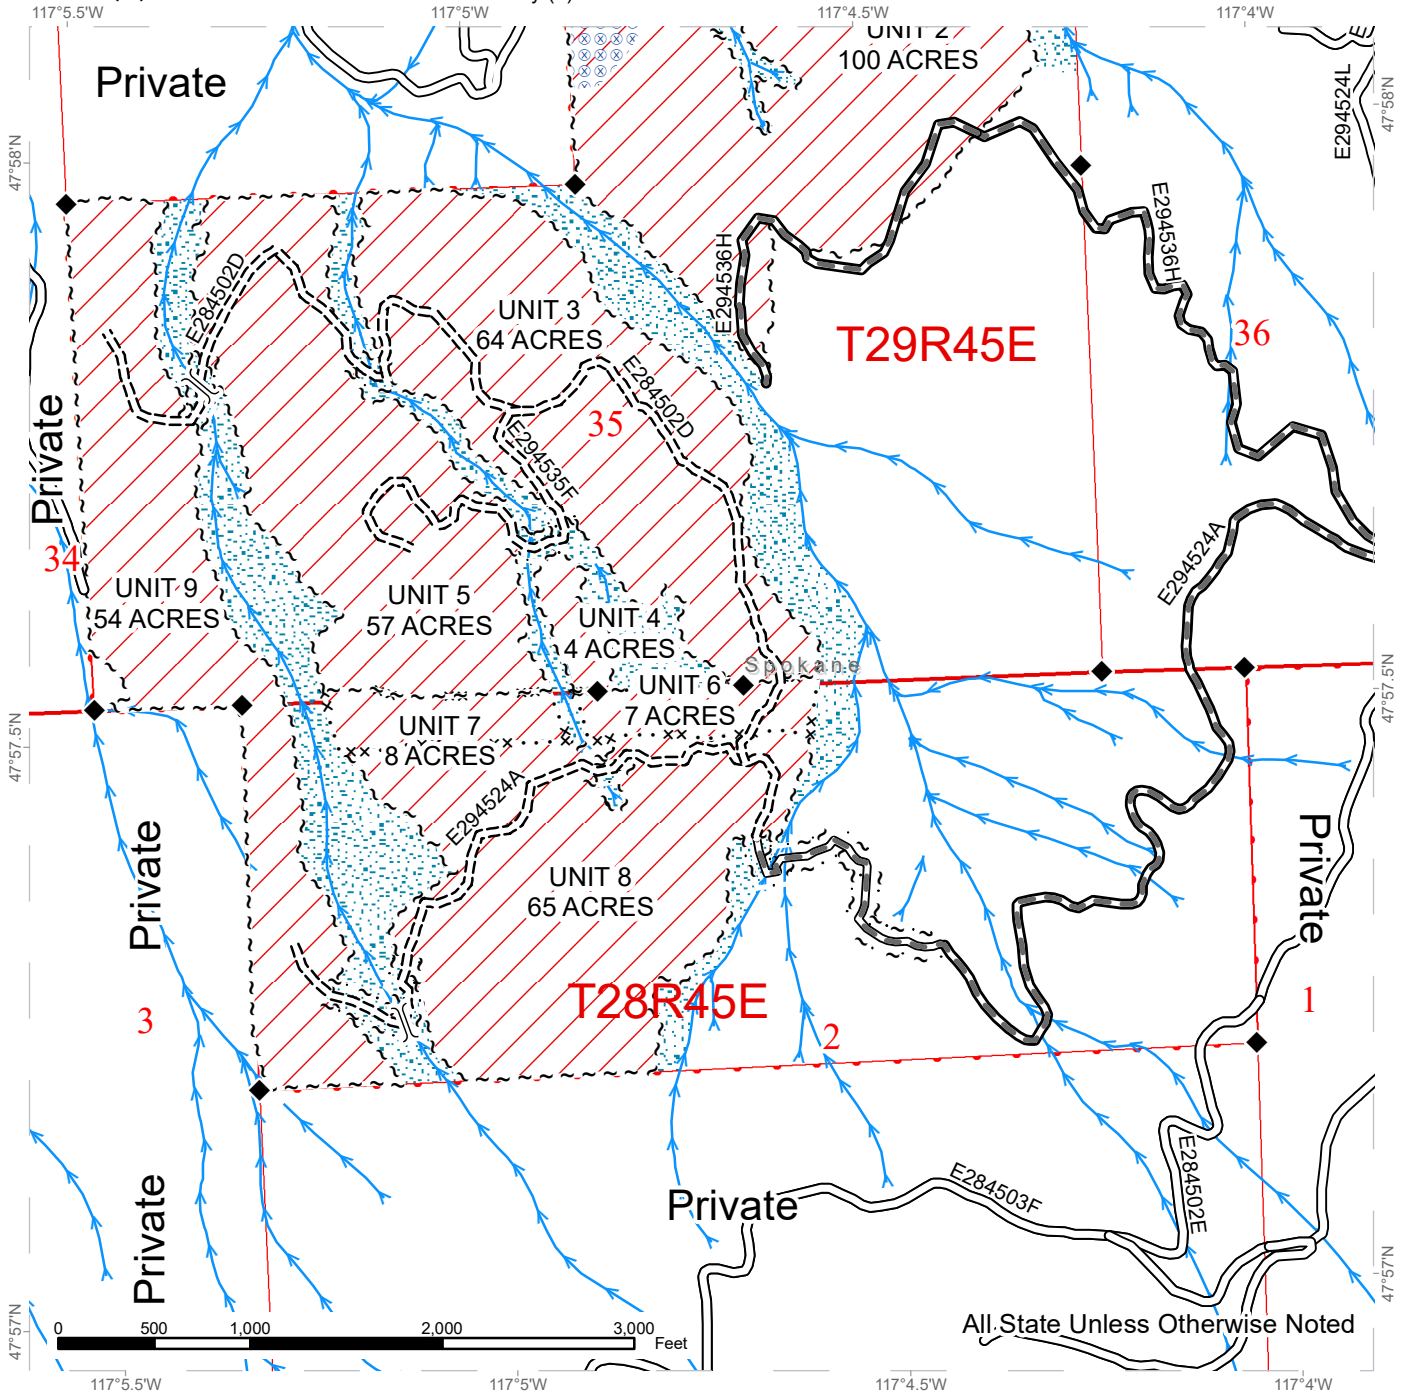 117°5.5'W
117°5'W
117°4.5'W
117°4'W
UNIT 2
100 ACRES
Private
E294524L
47°58'N
47°58'N
E294536H
E294536H
E284502D
UNIT 3
64 ACRES
T29R45E
36
E284502D
35
E294535F
Private
34
E294524A
UNIT 9
54 ACRES
UNIT 5
57 ACRES
UNIT 4
4 ACRES
Spokane
UNIT 6
7 ACRES
47°57.5'N
47°57.5'N
UNIT 7
8 ACRES
E294524A
Private
Private
UNIT 8
65 ACRES
T28R45E
3
2
1
E284503F
E284502E
Private
Private
47°57'N
47°57'N
0 500 1,000 2,000 3,000
Feet
All State Unless Otherwise Noted
117°5.5'W
117°5'W
117°4.5'W
117°4'W